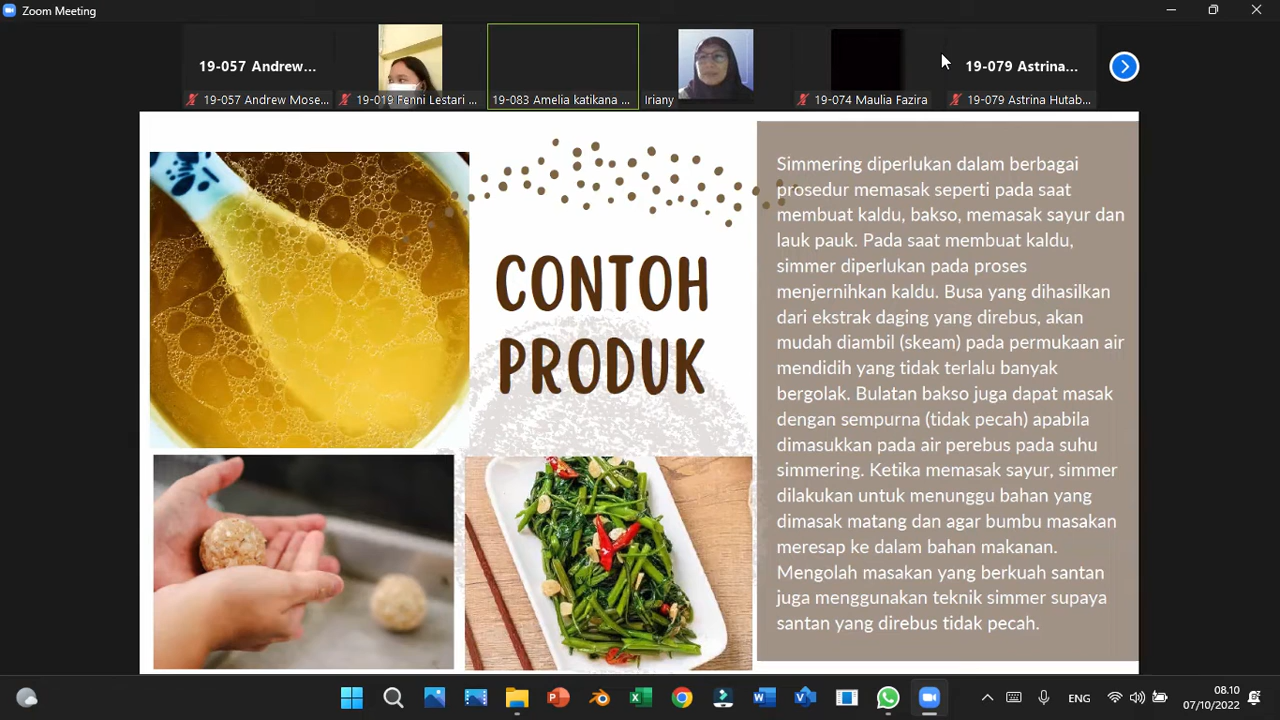 Zoom Meeting
19-057 Andrew...
19-079 Astrina...
19-057 Andrew Mose...
19-019 Fenni Lestari ...
19-083 Amelia katikana ...
Iriany
19-074 Maulia Fazira
19-079 Astrina Hutab...
CONTOH
PRODUK
Simmering diperlukan dalam berbagai
prosedur memasak seperti pada saat
membuat kaldu, bakso, memasak sayur dan
lauk pauk. Pada saat membuat kaldu,
simmer diperlukan pada proses
menjernihkan kaldu. Busa yang dihasilkan
dari ekstrak daging yang direbus, akan
mudah diambil (skeam) pada permukaan air
mendidih yang tidak terlalu banyak
bergolak. Bulatan bakso juga dapat masak
dengan sempurna (tidak pecah) apabila
dimasukkan pada air perebus pada suhu
simmering. Ketika memasak sayur, simmer
dilakukan untuk menunggu bahan yang
dimasak matang dan agar bumbu masakan
meresap ke dalam bahan makanan.
Mengolah masakan yang berkuah santan
juga menggunakan teknik simmer supaya
santan yang direbus tidak pecah.
ENG
08.10
07/10/2022